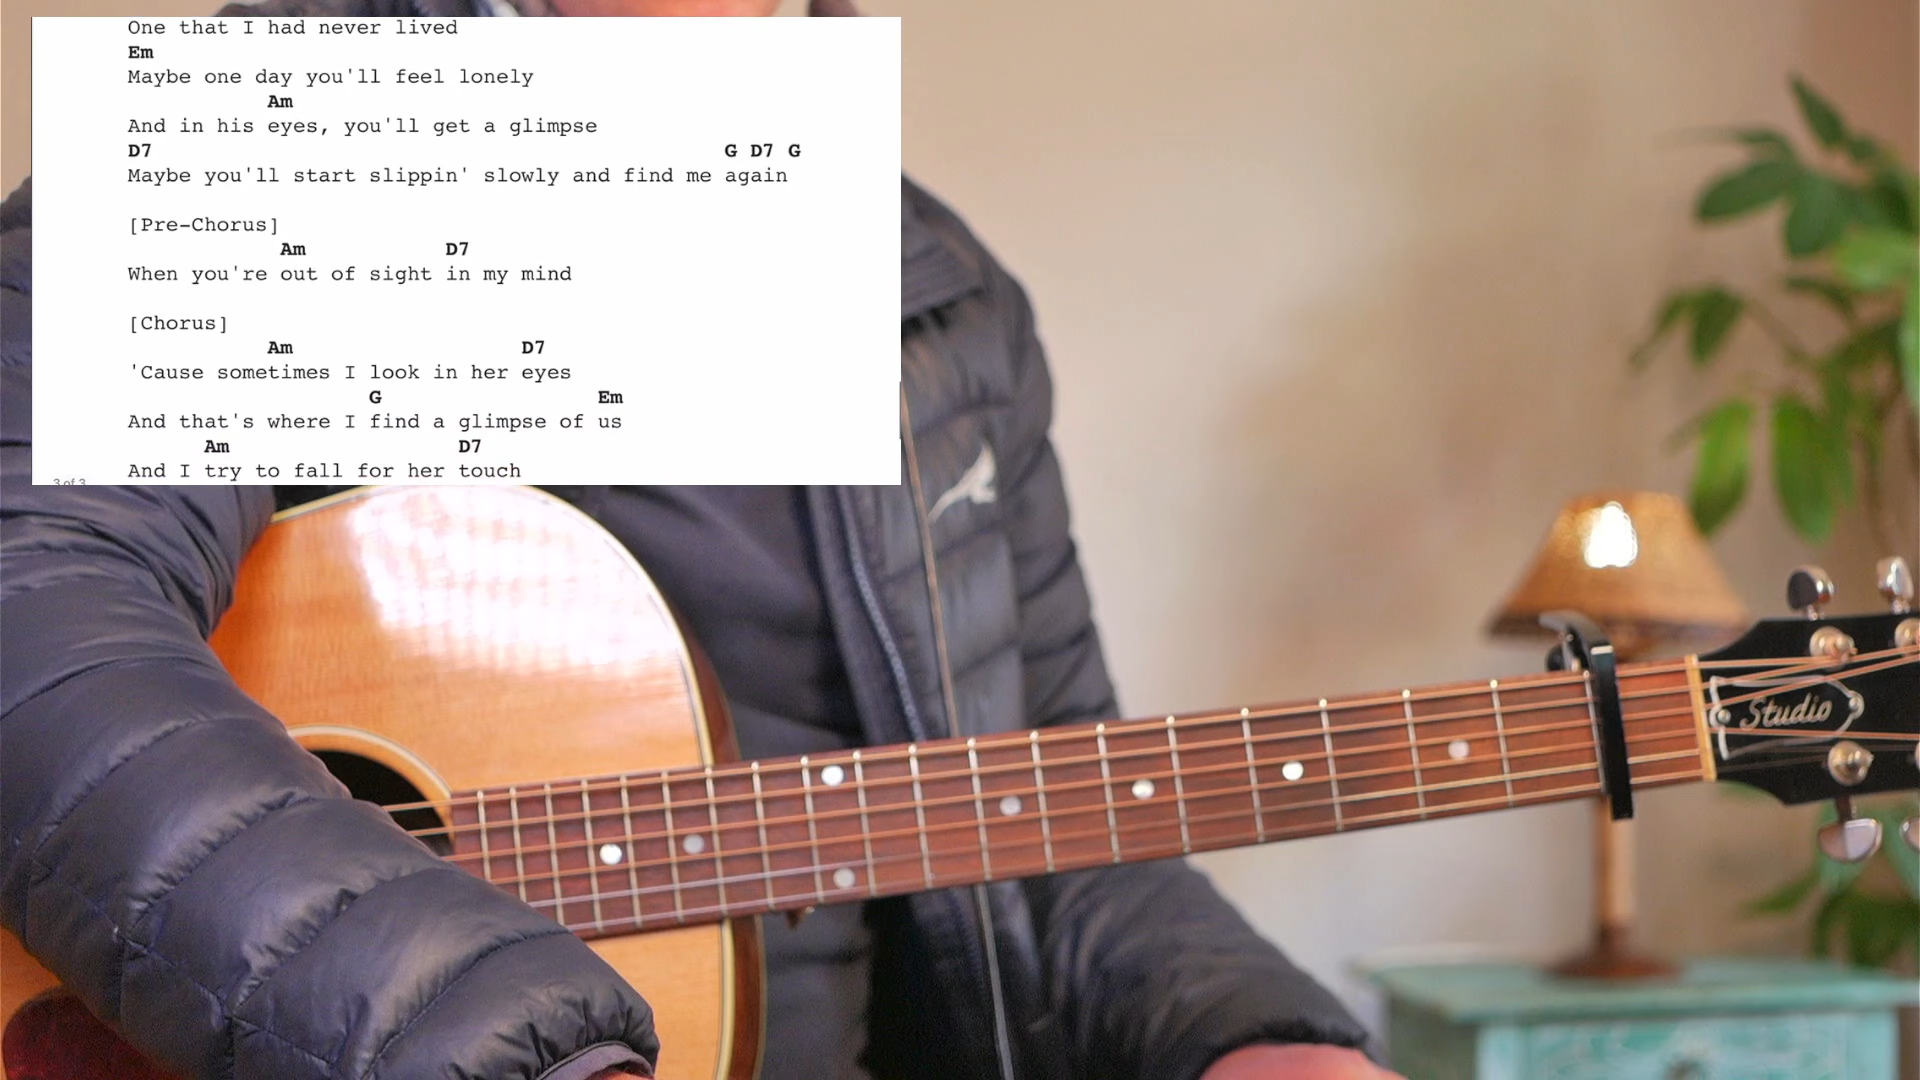 One that I had never lived
Em
Maybe one day you'll feel lonely
Am
And in his eyes, you'll get a glimpse
D7 G D7 G
Maybe you'll start slippin' slowly and find me again
[Pre-Chorus]
Am D7
When you're out of sight in my mind
[Chorus]
Am D7
'Cause sometimes I look in her eyes
G Em
And that's where I find a glimpse of us
Am D7
And I try to fall for her touch
3 of 3
Studio